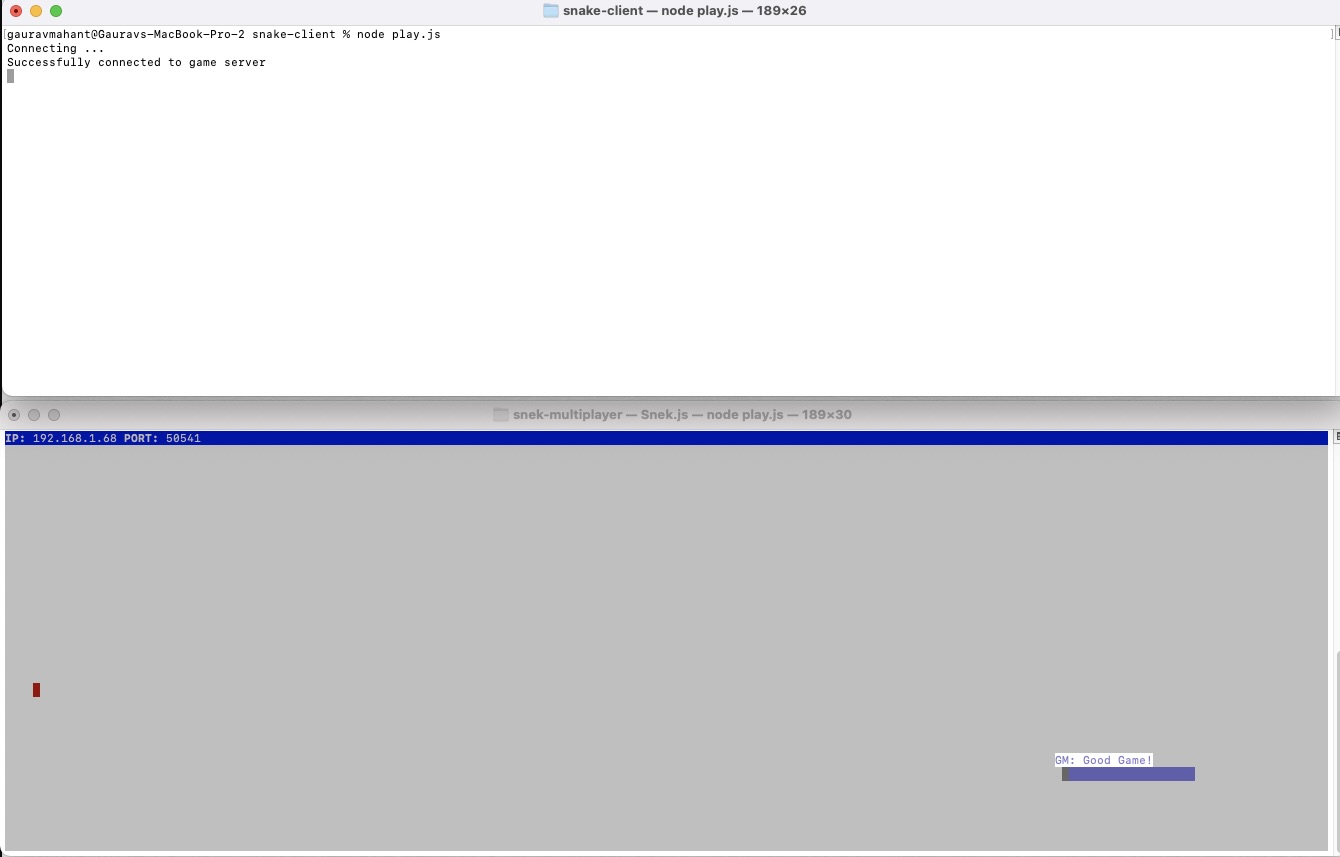 snake-client — node play.js — 189×26
[gauravmahant@Gauravs-MacBook-Pro-2 snake-client % node play.js ]
Connecting ...
Successfully connected to game server
snek-multiplayer — Snek.js — node play.js — 189×30
IP: 192.168.1.68 PORT: 50541
GM: Good Game!